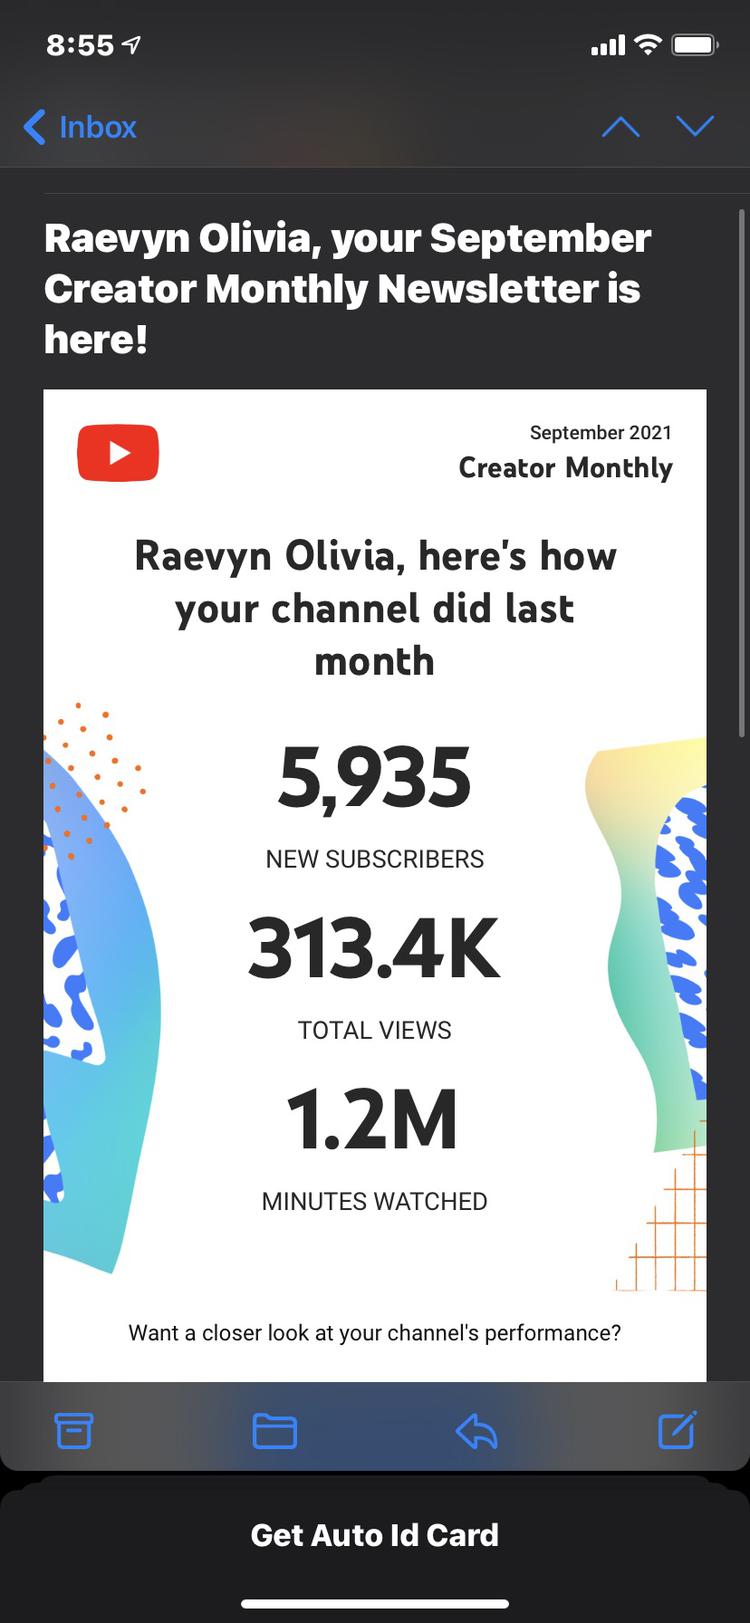 8:55
Inbox
Raevyn Olivia, your September
Creator Monthly Newsletter is
here!
September 2021
Creator Monthly
Raevyn Olivia, here's how
your channel did last
month
5,935
NEW SUBSCRIBERS
313.4K
TOTAL VIEWS
1.2M
MINUTES WATCHED
Want a closer look at your channel's performance?
Get Auto Id Card